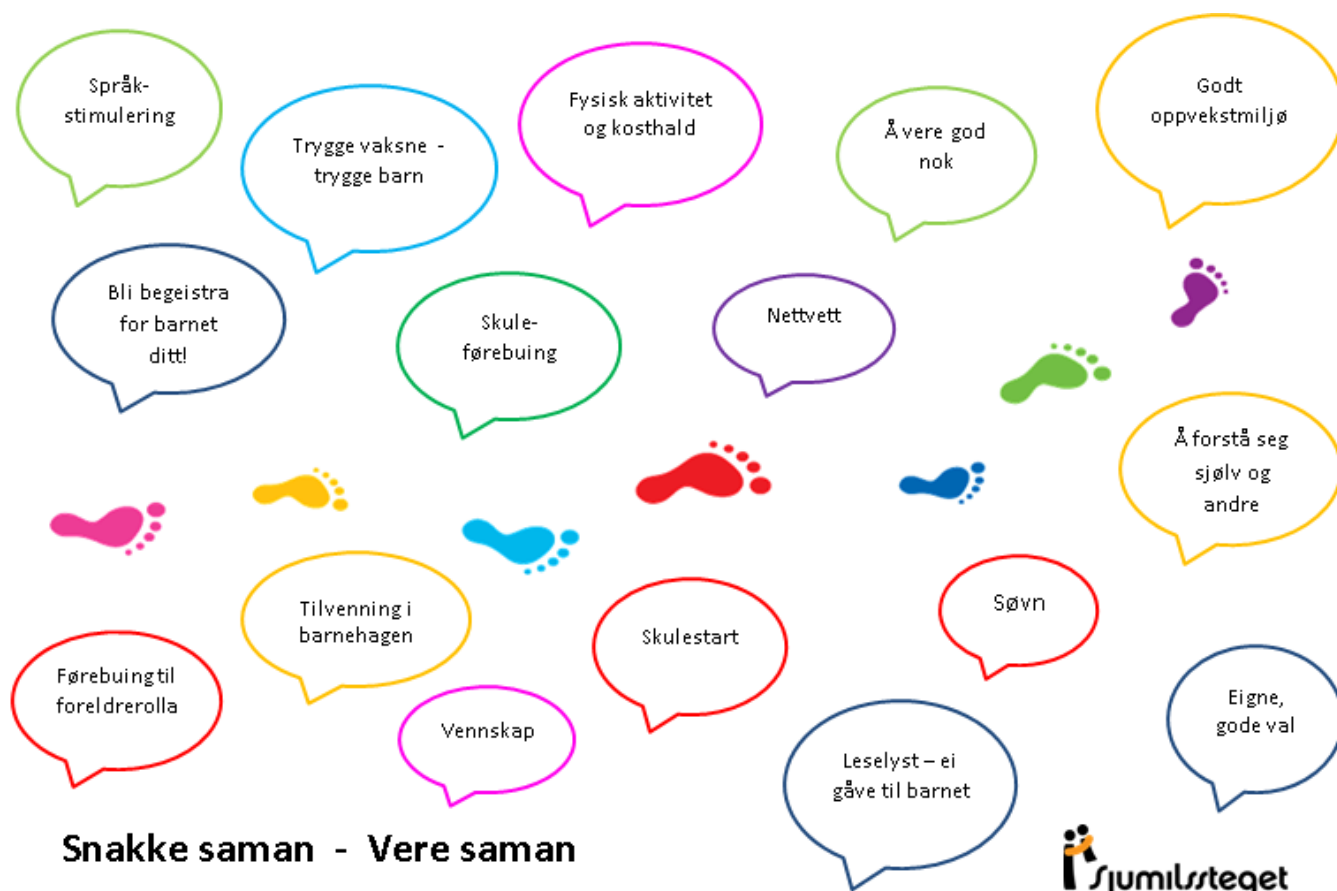 Språk-
stimulering
Trygge vaksne -
trygge barn
Fysisk aktivitet
og kosthald
Å vere god
nok
Godt
oppvekstmiljø
Bli begeistra
for barnet
ditt!
Skule-
førebuing
Nettvett
Å forstå seg
sjølv og
andre
Tilvenning i
barnehagen
Skulestart
Søvn
Førebuing til
foreldrerolla
Vennskap
Leselyst – ei
gåve til barnet
Eigne,
gode val
Snakke saman - Vere saman
Sjumilssteget